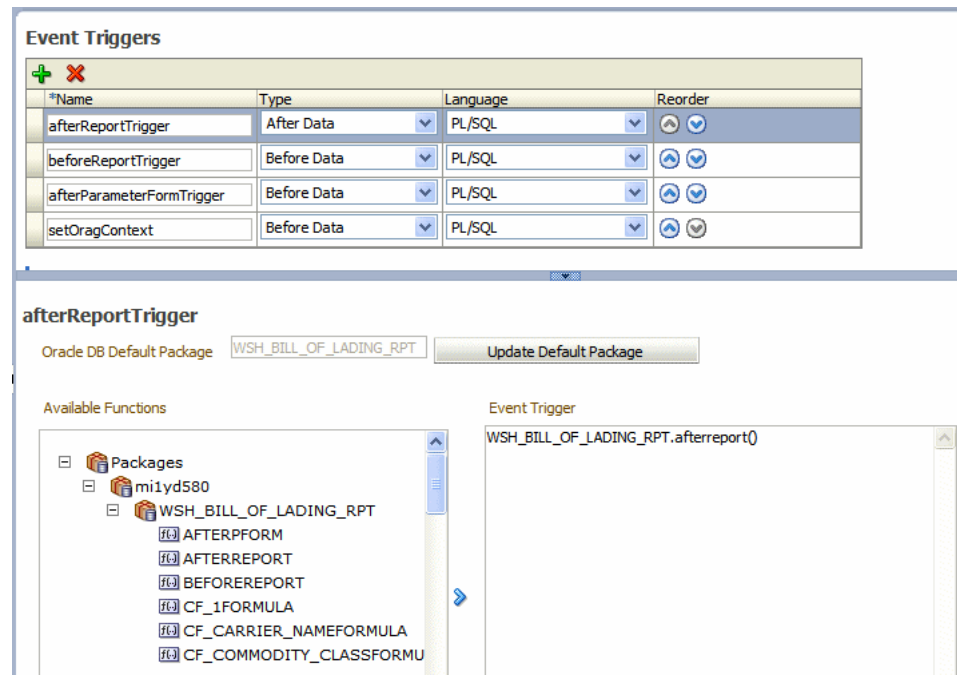 Event Triggers
*Name Type Language Reorder
afterReportTrigger After Data PL/SQL
beforeReportTrigger Before Data PL/SQL
afterParameterFormTrigger Before Data PL/SQL
setOragContext Before Data PL/SQL
afterReportTrigger
Orade DB Default Package WSH_BILL_OF_LADING_RPT Update Default Package
Available Functions Event Trigger
WSH_BILL_OF_LADING_RPT.afterreport()
Packages
mi1yd580
WSH_BILL_OF_LADING_RPT
f(.) AFTERPFORM
f(.) AFTERREPORT
f(.) BEFOREREPORT
f(.) CF_1FORMULA
f(.) CF_CARRIER_NAMEFORMULA
f(.) CF_COMMODITY_CLASSFORMU